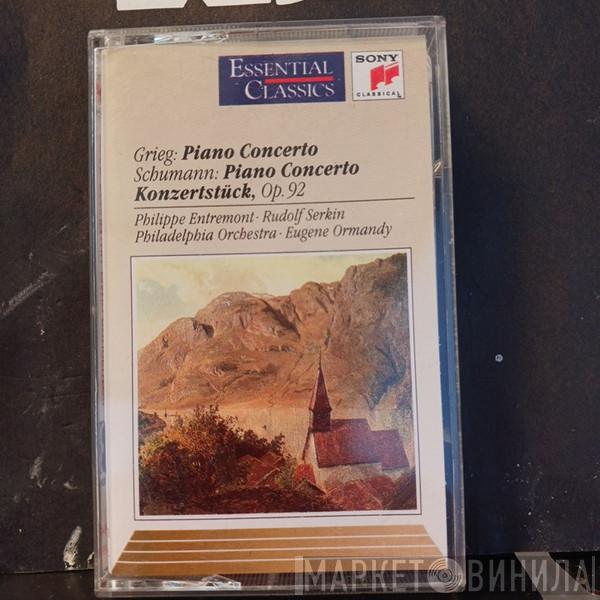 ESSENTIAL
CLASSICS
SONY
CLASSICAL
Grieg: Piano Concerto
Schumann: Piano Concerto
Konzertstück, Op. 92
Philippe Entremont · Rudolf Serkin
Philadelphia Orchestra · Eugene Ormandy
МАРКЕТ ВИНИЛА